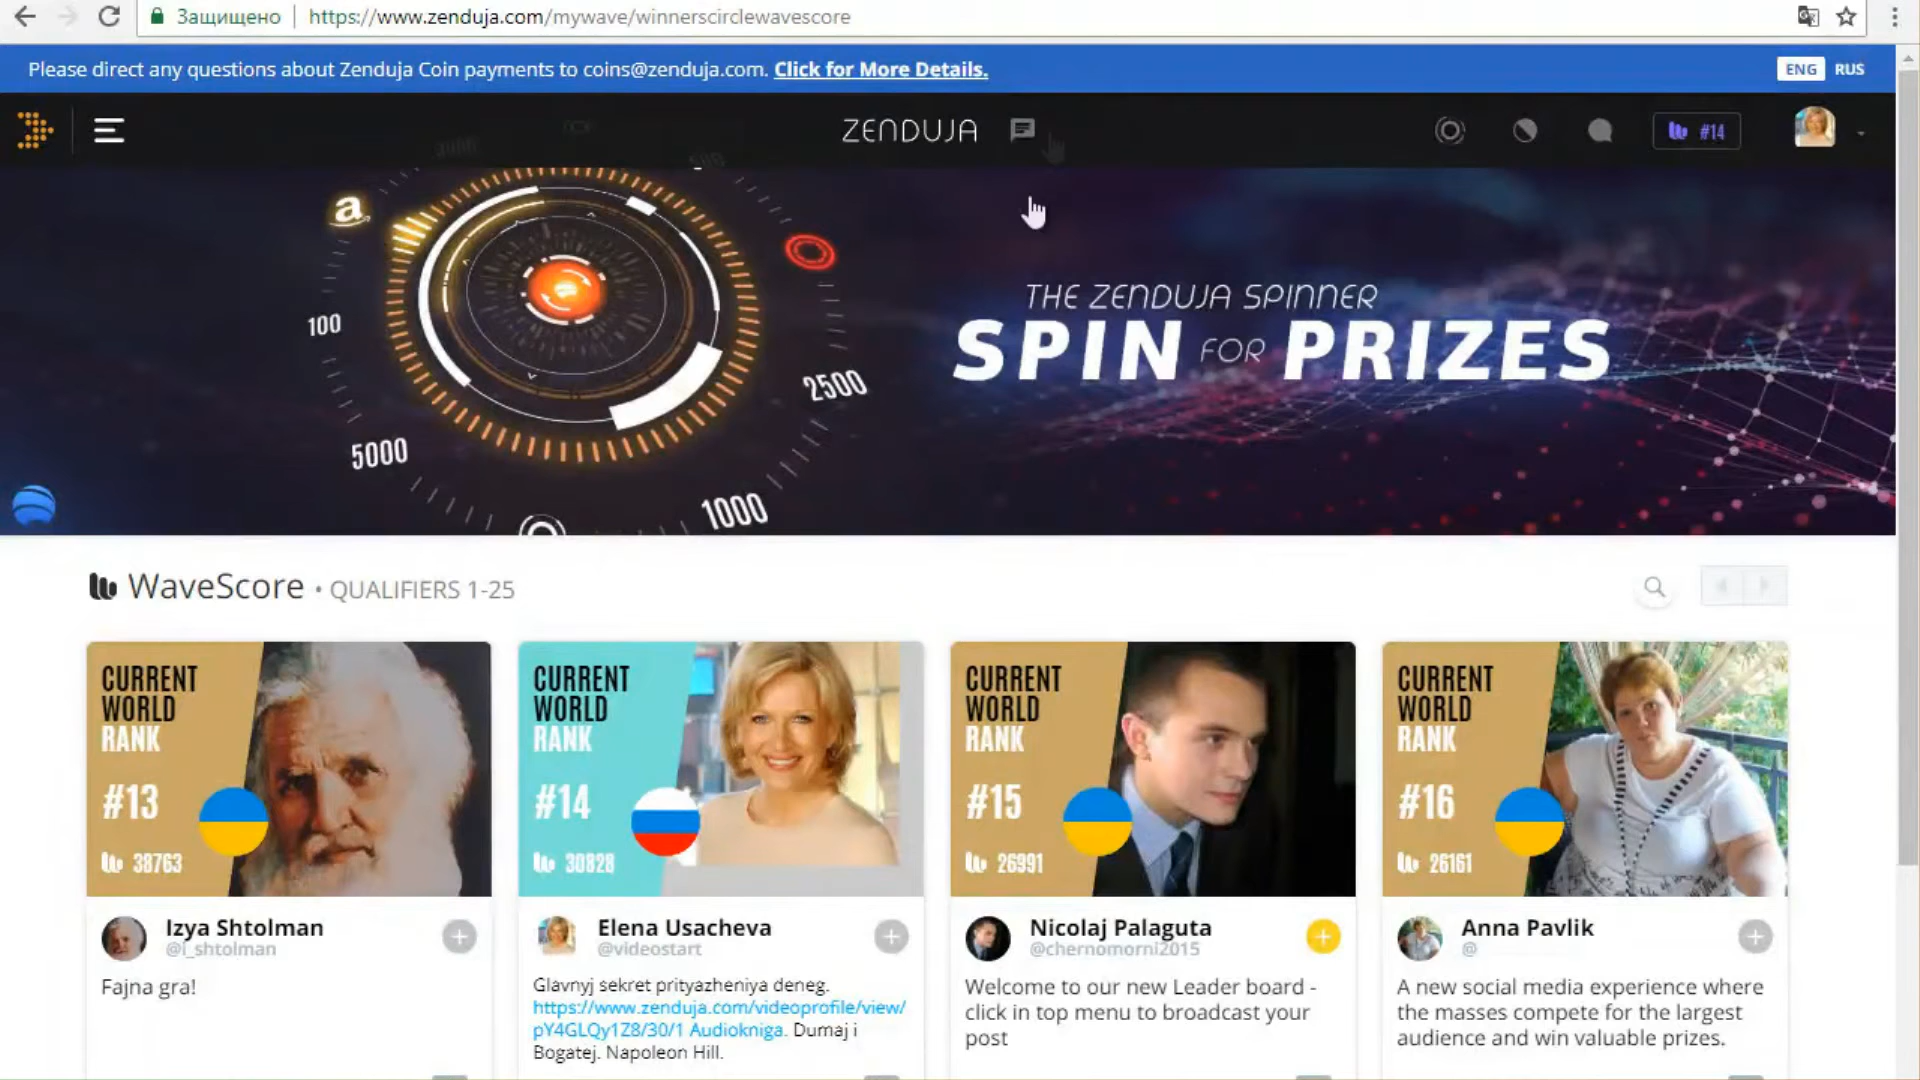 Защищено https://www.zenduja.com/mywave/winnerscirclewavescore
Please direct any questions about Zenduja Coin payments to coins@zenduja.com. Click for More Details.
ENG RUS
ZENDUJA
#14
a
100
5000
1000
2500
THE ZENDUJA SPINNER
SPIN FOR PRIZES
WaveScore • QUALIFIERS 1-25
CURRENT
WORLD
RANK
#13
38763
Izya Shtolman
@i_shtolman
Fajna gra!
CURRENT
WORLD
RANK
#14
30828
Elena Usacheva
@videostart
Glavnyj sekret prityazheniya deneg.
https://www.zenduja.com/videoprofile/view/
pY4GLQy1Z8/30/1 Audiokniga. Dumaj i
Bogatej. Napoleon Hill.
CURRENT
WORLD
RANK
#15
26991
Nicolaj Palaguta
@chernomorni2015
Welcome to our new Leader board -
click in top menu to broadcast your
post
CURRENT
WORLD
RANK
#16
26161
Anna Pavlik
@
A new social media experience where
the masses compete for the largest
audience and win valuable prizes.